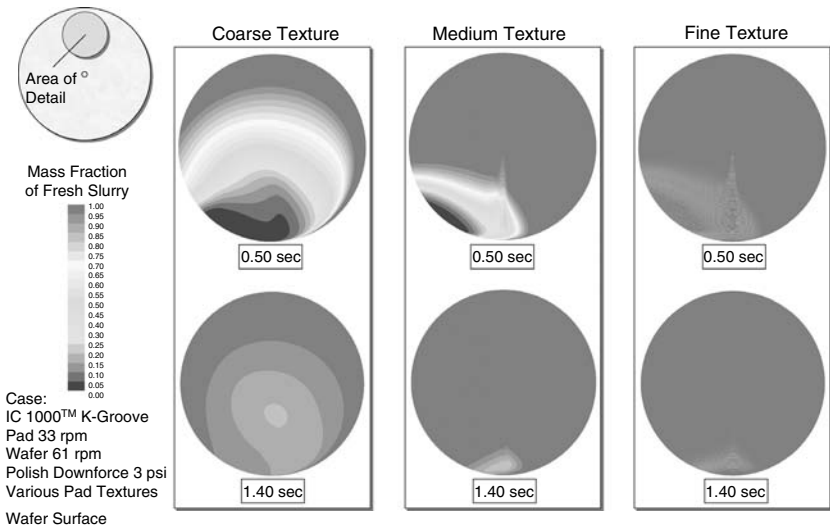 Coarse Texture
Medium Texture
Fine Texture
Area of
Detail
Mass Fraction
of Fresh Slurry
1.00
0.95
0.90
0.85
0.80
0.75
0.70
0.65
0.60
0.55
0.50
0.45
0.40
0.35
0.30
0.25
0.20
0.15
0.10
0.05
0.00
0.50 sec
0.50 sec
0.50 sec
Case:
IC 1000TM K-Groove
Pad 33 rpm
Wafer 61 rpm
Polish Downforce 3 psi
Various Pad Textures
Wafer Surface
1.40 sec
1.40 sec
1.40 sec